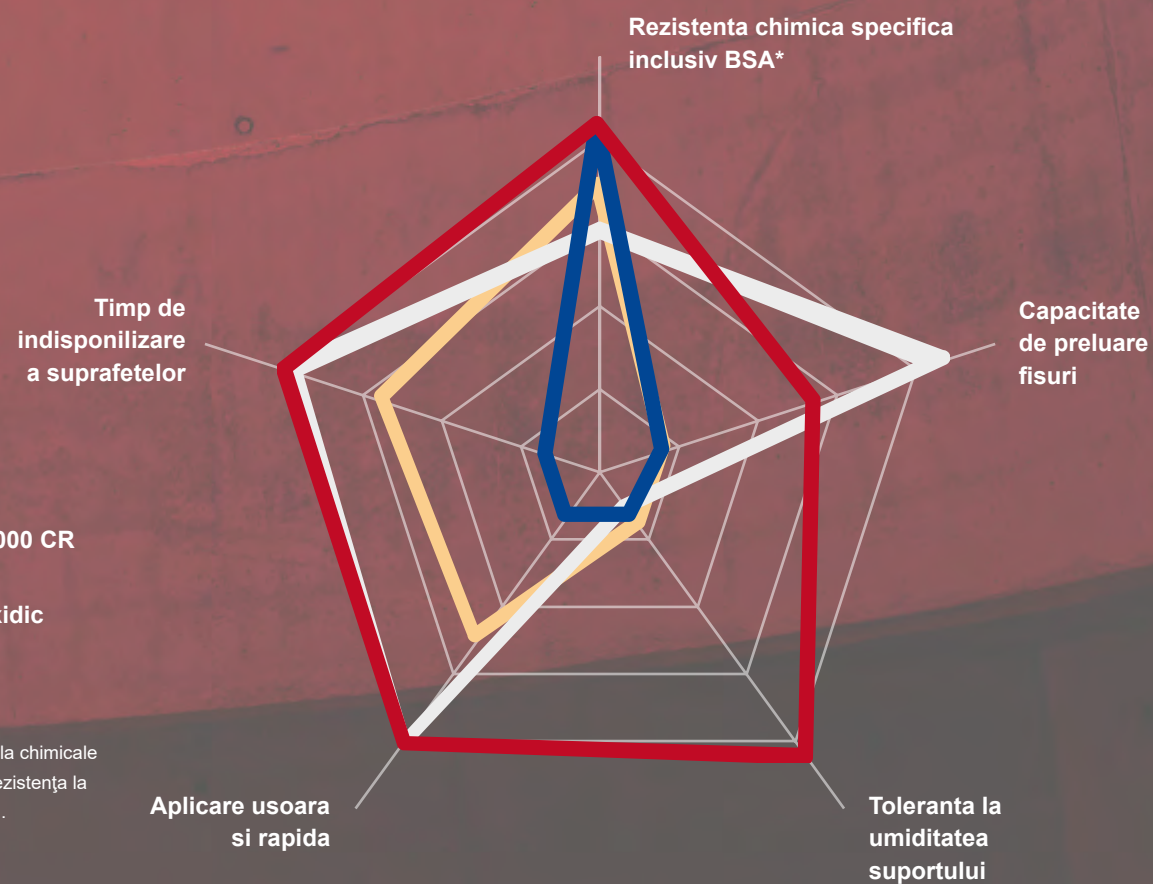 Rezistenta chimica specifica
inclusiv BSA*
Timp de
indisponilizare
a suprafetelor
Capacitate
de preluare
fisuri
000 CR
idic
la chimicale
ezistenţa la
.
Aplicare usoara
si rapida
Toleranta la
umiditatea
suportului